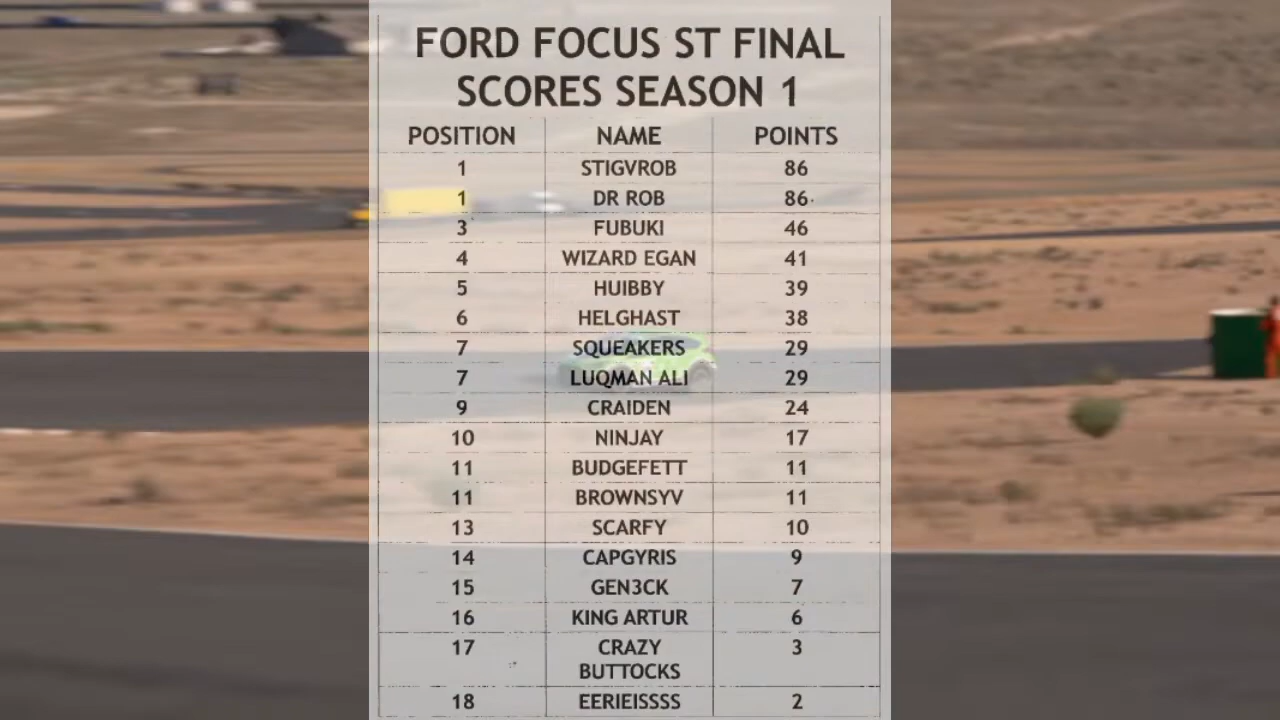 FORD FOCUS ST FINAL
SCORES SEASON 1
POSITION NAME POINTS
1 STIGVROB 86
1 DR ROB 86
3 FUBUKI 46
4 WIZARD EGAN 41
5 HUIBBY 39
6 HELGHAST 38
7 SQUEAKERS 29
7 LUQMAN ALI 29
9 CRAIDEN 24
10 NINJAY 17
11 BUDGEFETT 11
11 BROWNSYV 11
13 SCARFY 10
14 CAPGYRIS 9
15 GEN3CK 7
16 KING ARTUR 6
17 CRAZY 3
BUTTOCKS
18 EERIEISSSS 2